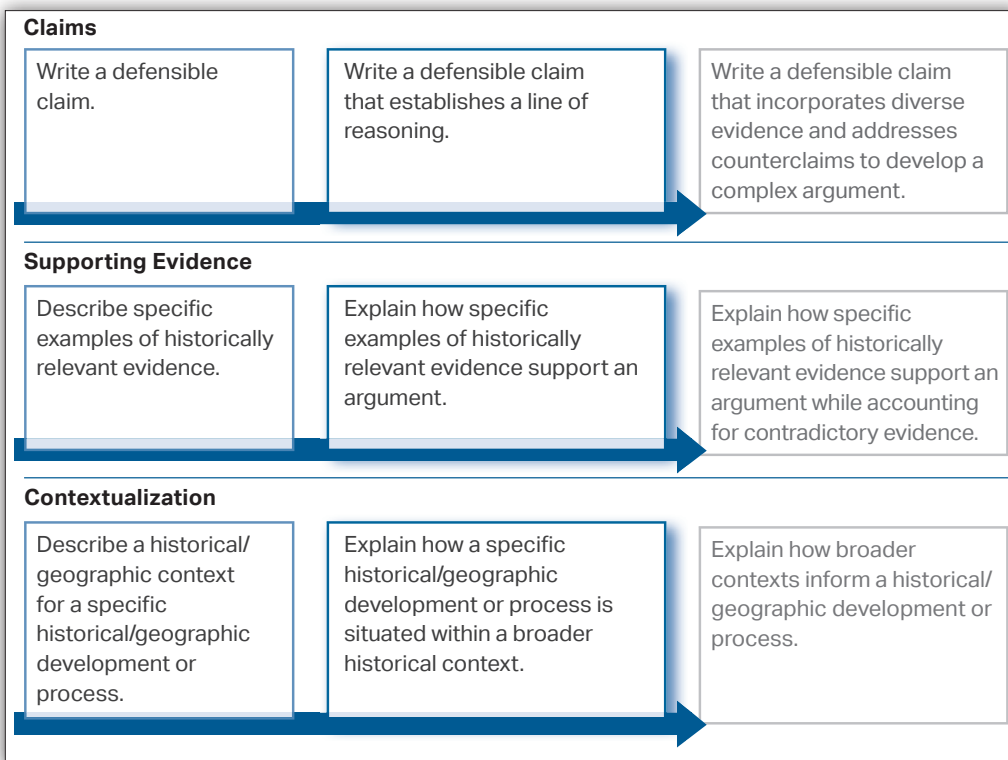 Claims
Write a defensible
claim.
Write a defensible claim
that establishes a line of
reasoning.
Write a defensible claim
that incorporates diverse
evidence and addresses
counterclaims to develop a
complex argument.
Supporting Evidence
Describe specific
examples of historically
relevant evidence.
Explain how specific
examples of historically
relevant evidence support an
argument.
Explain how specific
examples of historically
relevant evidence support an
argument while accounting
for contradictory evidence.
Contextualization
Describe a historical/
geographic context
for a specific
historical/geographic
development or
process.
Explain how a specific
historical/geographic
development or process is
situated within a broader
historical context.
Explain how broader
contexts inform a historical/
geographic development or
process.